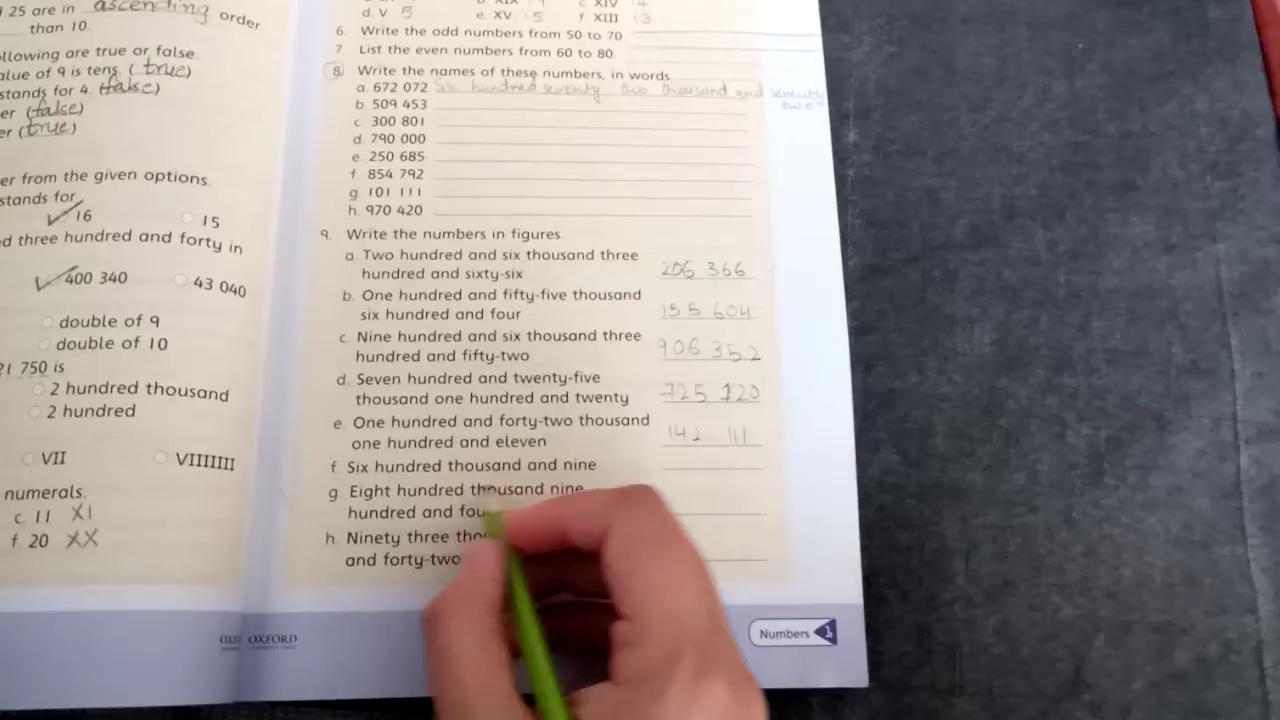 25 are in ascending order
than 10.
llowing are true or false.
alue of 9 is tens. (true)
stands for 4. (false)
er (false)
er (true)
er from the given options.
stands for
16 15
d three hundred and forty in
400 340 43 040
double of 9
double of 10
21 750 is
2 hundred thousand
2 hundred
VII VIIIIIII
numerals.
c. 11 XI
f. 20 XX
OXFORD
d. V 5 e. XV 15 f. XIII 13
6. Write the odd numbers from 50 to 70
7. List the even numbers from 60 to 80
8. Write the names of these numbers, in words
a. 672 072 Six hundred seventy two thousand and seventy
two
b. 509 453
c. 300 801
d. 790 000
e. 250 685
f. 854 792
g. 101 111
h. 970 420
9. Write the numbers in figures.
a. Two hundred and six thousand three
hundred and sixty-six 206 366
b. One hundred and fifty-five thousand
six hundred and four 155 604
c. Nine hundred and six thousand three
hundred and fifty-two 906 352
d. Seven hundred and twenty-five
thousand one hundred and twenty 725 120
e. One hundred and forty-two thousand
one hundred and eleven 142 111
f. Six hundred thousand and nine
g. Eight hundred thousand nine
hundred and fou
h. Ninety three tho
and forty-two
OXFORD
Numbers 1